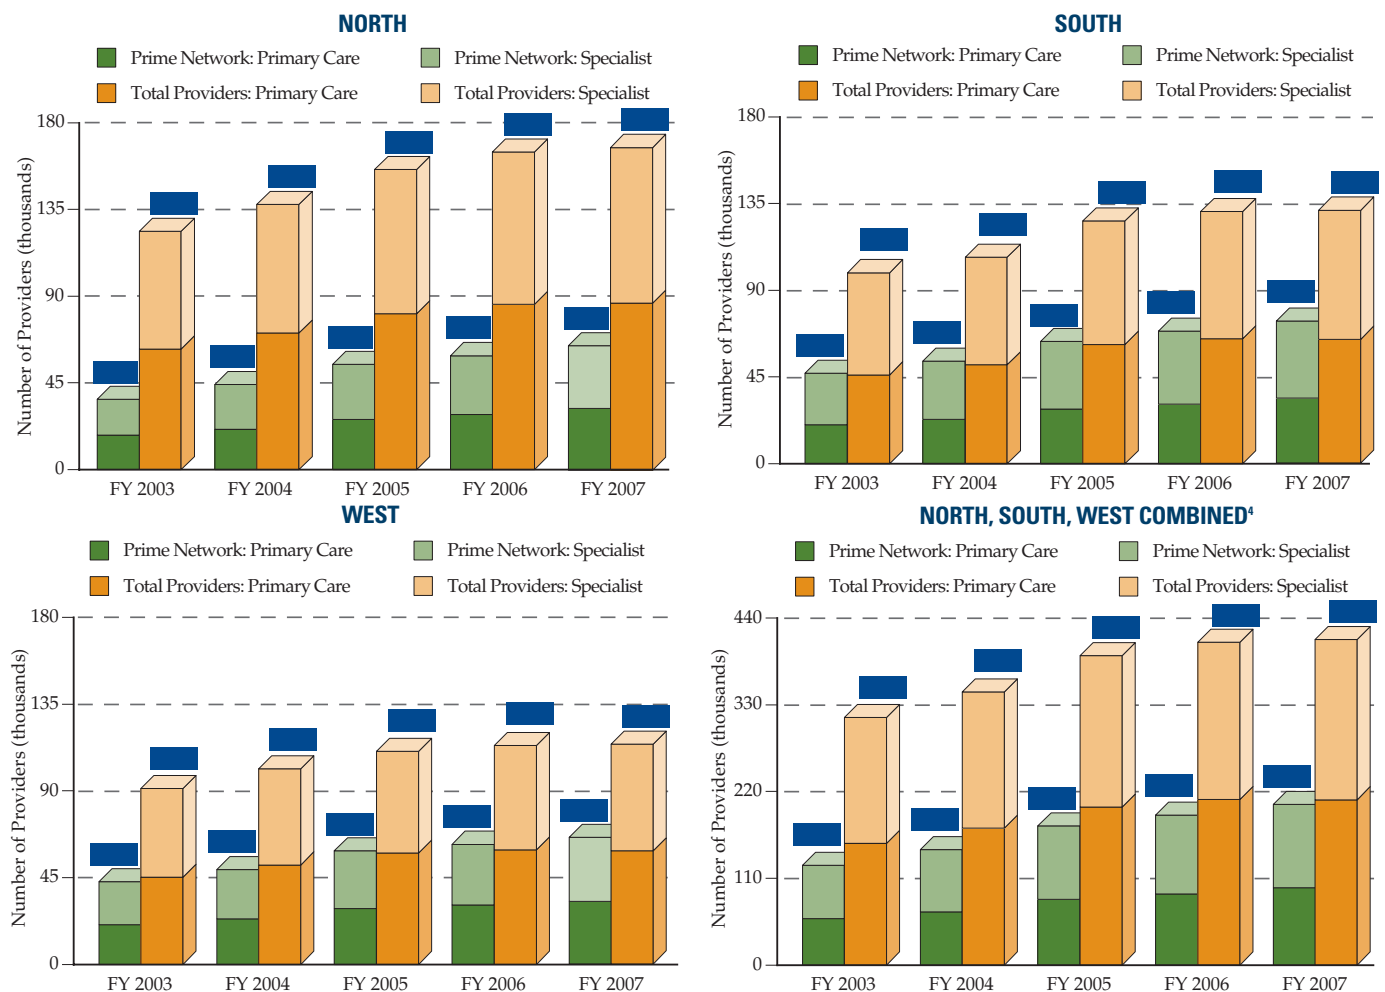 NORTH
Prime Network: Primary Care
Prime Network: Specialist
Total Providers: Primary Care
Total Providers: Specialist
Number of Providers (thousands)
180
135
90
45
0
FY 2003
FY 2004
FY 2005
FY 2006
FY 2007
SOUTH
Prime Network: Primary Care
Prime Network: Specialist
Total Providers: Primary Care
Total Providers: Specialist
Number of Providers (thousands)
180
135
90
45
0
FY 2003
FY 2004
FY 2005
FY 2006
FY 2007
WEST
Prime Network: Primary Care
Prime Network: Specialist
Total Providers: Primary Care
Total Providers: Specialist
Number of Providers (thousands)
180
135
90
45
0
FY 2003
FY 2004
FY 2005
FY 2006
FY 2007
NORTH, SOUTH, WEST COMBINED⁴
Prime Network: Primary Care
Prime Network: Specialist
Total Providers: Primary Care
Total Providers: Specialist
Number of Providers (thousands)
440
330
220
110
0
FY 2003
FY 2004
FY 2005
FY 2006
FY 2007